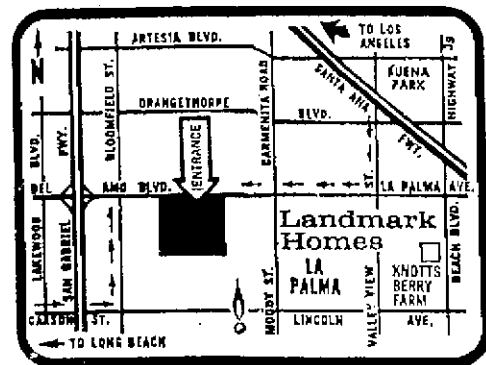 ARTESIA BLVD.
TO LOS
ANGELES
N
BLOOMFIELD ST.
CARMENITA ROAD
SANTA ANA
FWY.
BUENA
PARK
HIGHWAY 39
ORANGETHORPE
BLVD.
BLVD.
FWY.
ENTRANCE
ST.
DEL
AMO BLVD.
LA PALMA AVE.
LAKEWOOD
SAN GABRIEL
Landmark
Homes
LA
PALMA
KNOTTS
BERRY
FARM
BEACH BLVD.
MOODY ST.
VALLEY VIEW
CARSON ST.
LINCOLN AVE.
TO LONG BEACH